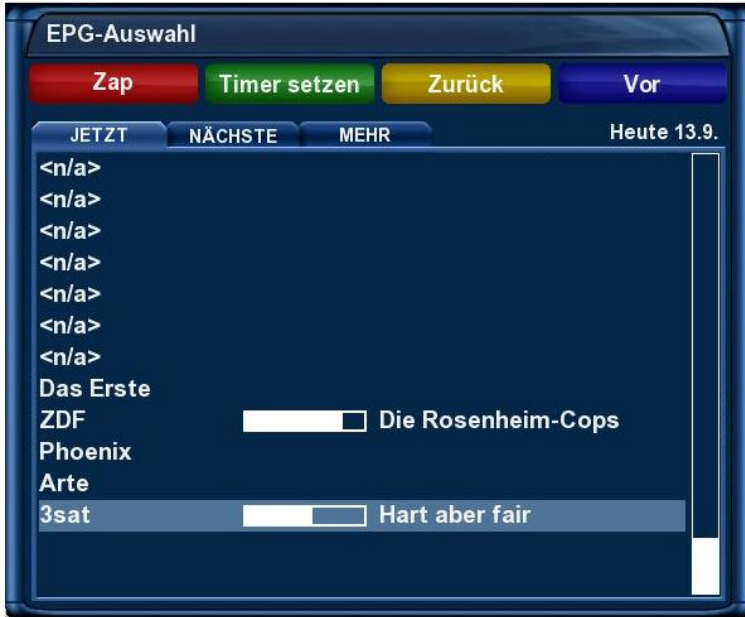 EPG-Auswahl
Zap Timer setzen Zurück Vor
JETZT NÄCHSTE MEHR Heute 13.9.
<n/a>
<n/a>
<n/a>
<n/a>
<n/a>
<n/a>
<n/a>
Das Erste
ZDF Die Rosenheim-Cops
Phoenix
Arte
3sat Hart aber fair